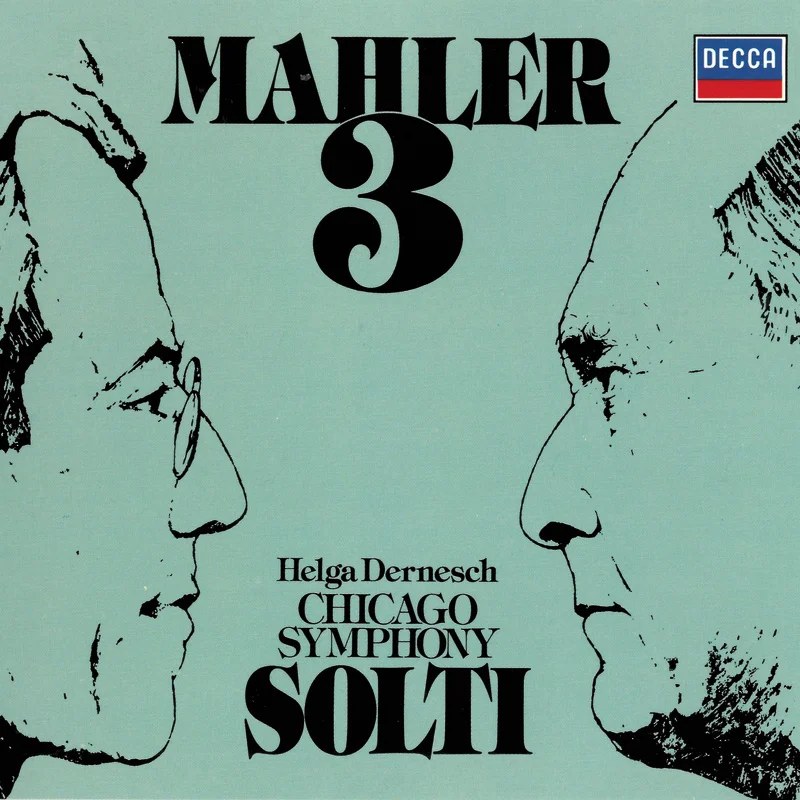 MAHLER
3
DECCA
Helga Dernesch
CHICAGO
SYMPHONY
SOLTI